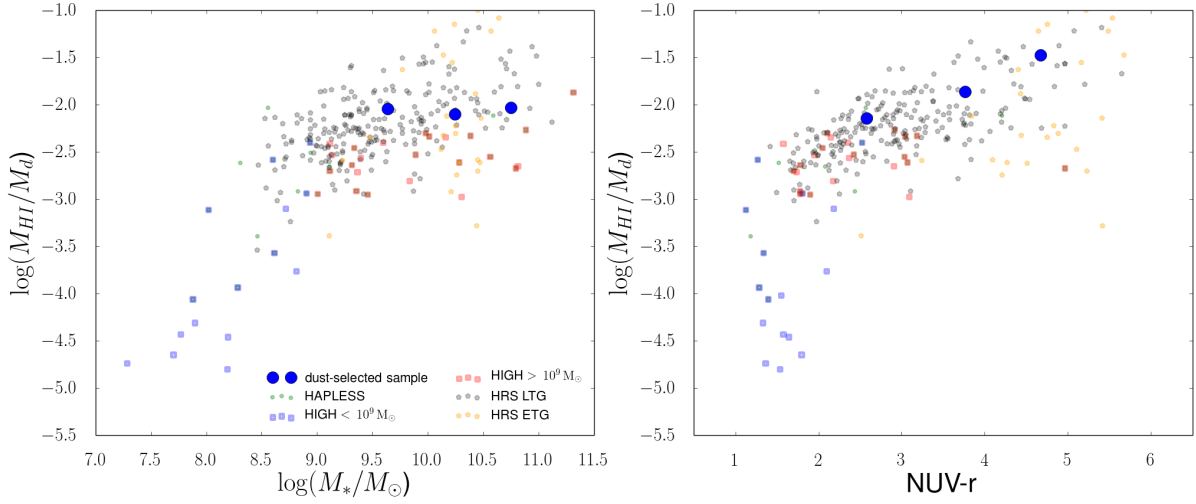 −1.0
−1.5
−2.0
−2.5
−3.0
−3.5
−4.0
−4.5
−5.0
−5.5
log(M_{HI}/M_d)
7.0 7.5 8.0 8.5 9.0 9.5 10.0 10.5 11.0 11.5
log(M_*/M_⊙)
dust-selected sample
HAPLESS
HIGH < 10^9 M_⊙
HIGH > 10^9 M_⊙
HRS LTG
HRS ETG
−1.0
−1.5
−2.0
−2.5
−3.0
−3.5
−4.0
−4.5
−5.0
−5.5
log(M_{HI}/M_d)
1 2 3 4 5 6
NUV-r